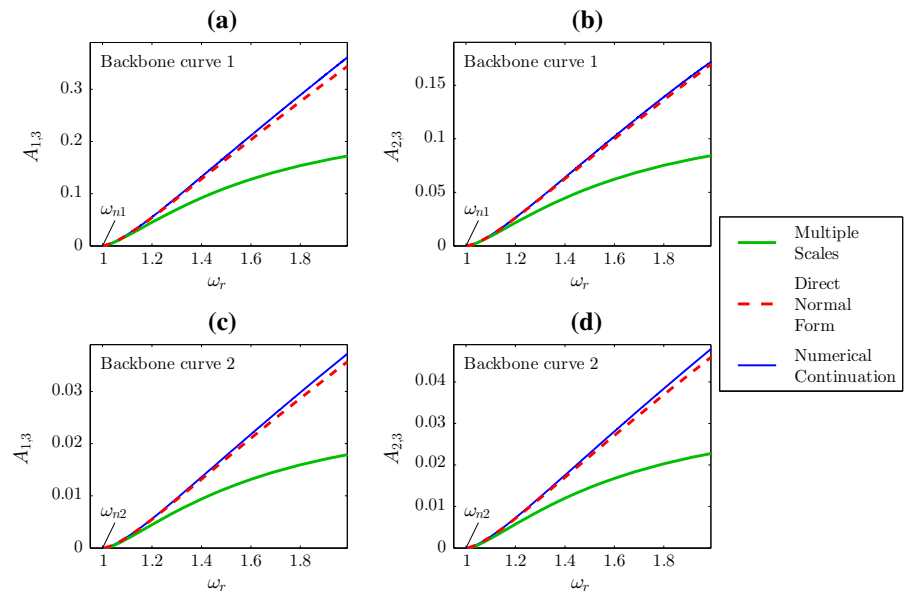 (a)
Backbone curve 1
A1,3
0.3
0.2
0.1
0
ωn1
1
1.2
1.4
1.6
1.8
ωr
(b)
Backbone curve 1
A2,3
0.15
0.1
0.05
0
ωn1
1
1.2
1.4
1.6
1.8
ωr
(c)
Backbone curve 2
A1,3
0.03
0.02
0.01
0
ωn2
1
1.2
1.4
1.6
1.8
ωr
(d)
Backbone curve 2
A2,3
0.04
0.03
0.02
0.01
0
ωn2
1
1.2
1.4
1.6
1.8
ωr
Multiple
Scales
Direct
Normal
Form
Numerical
Continuation